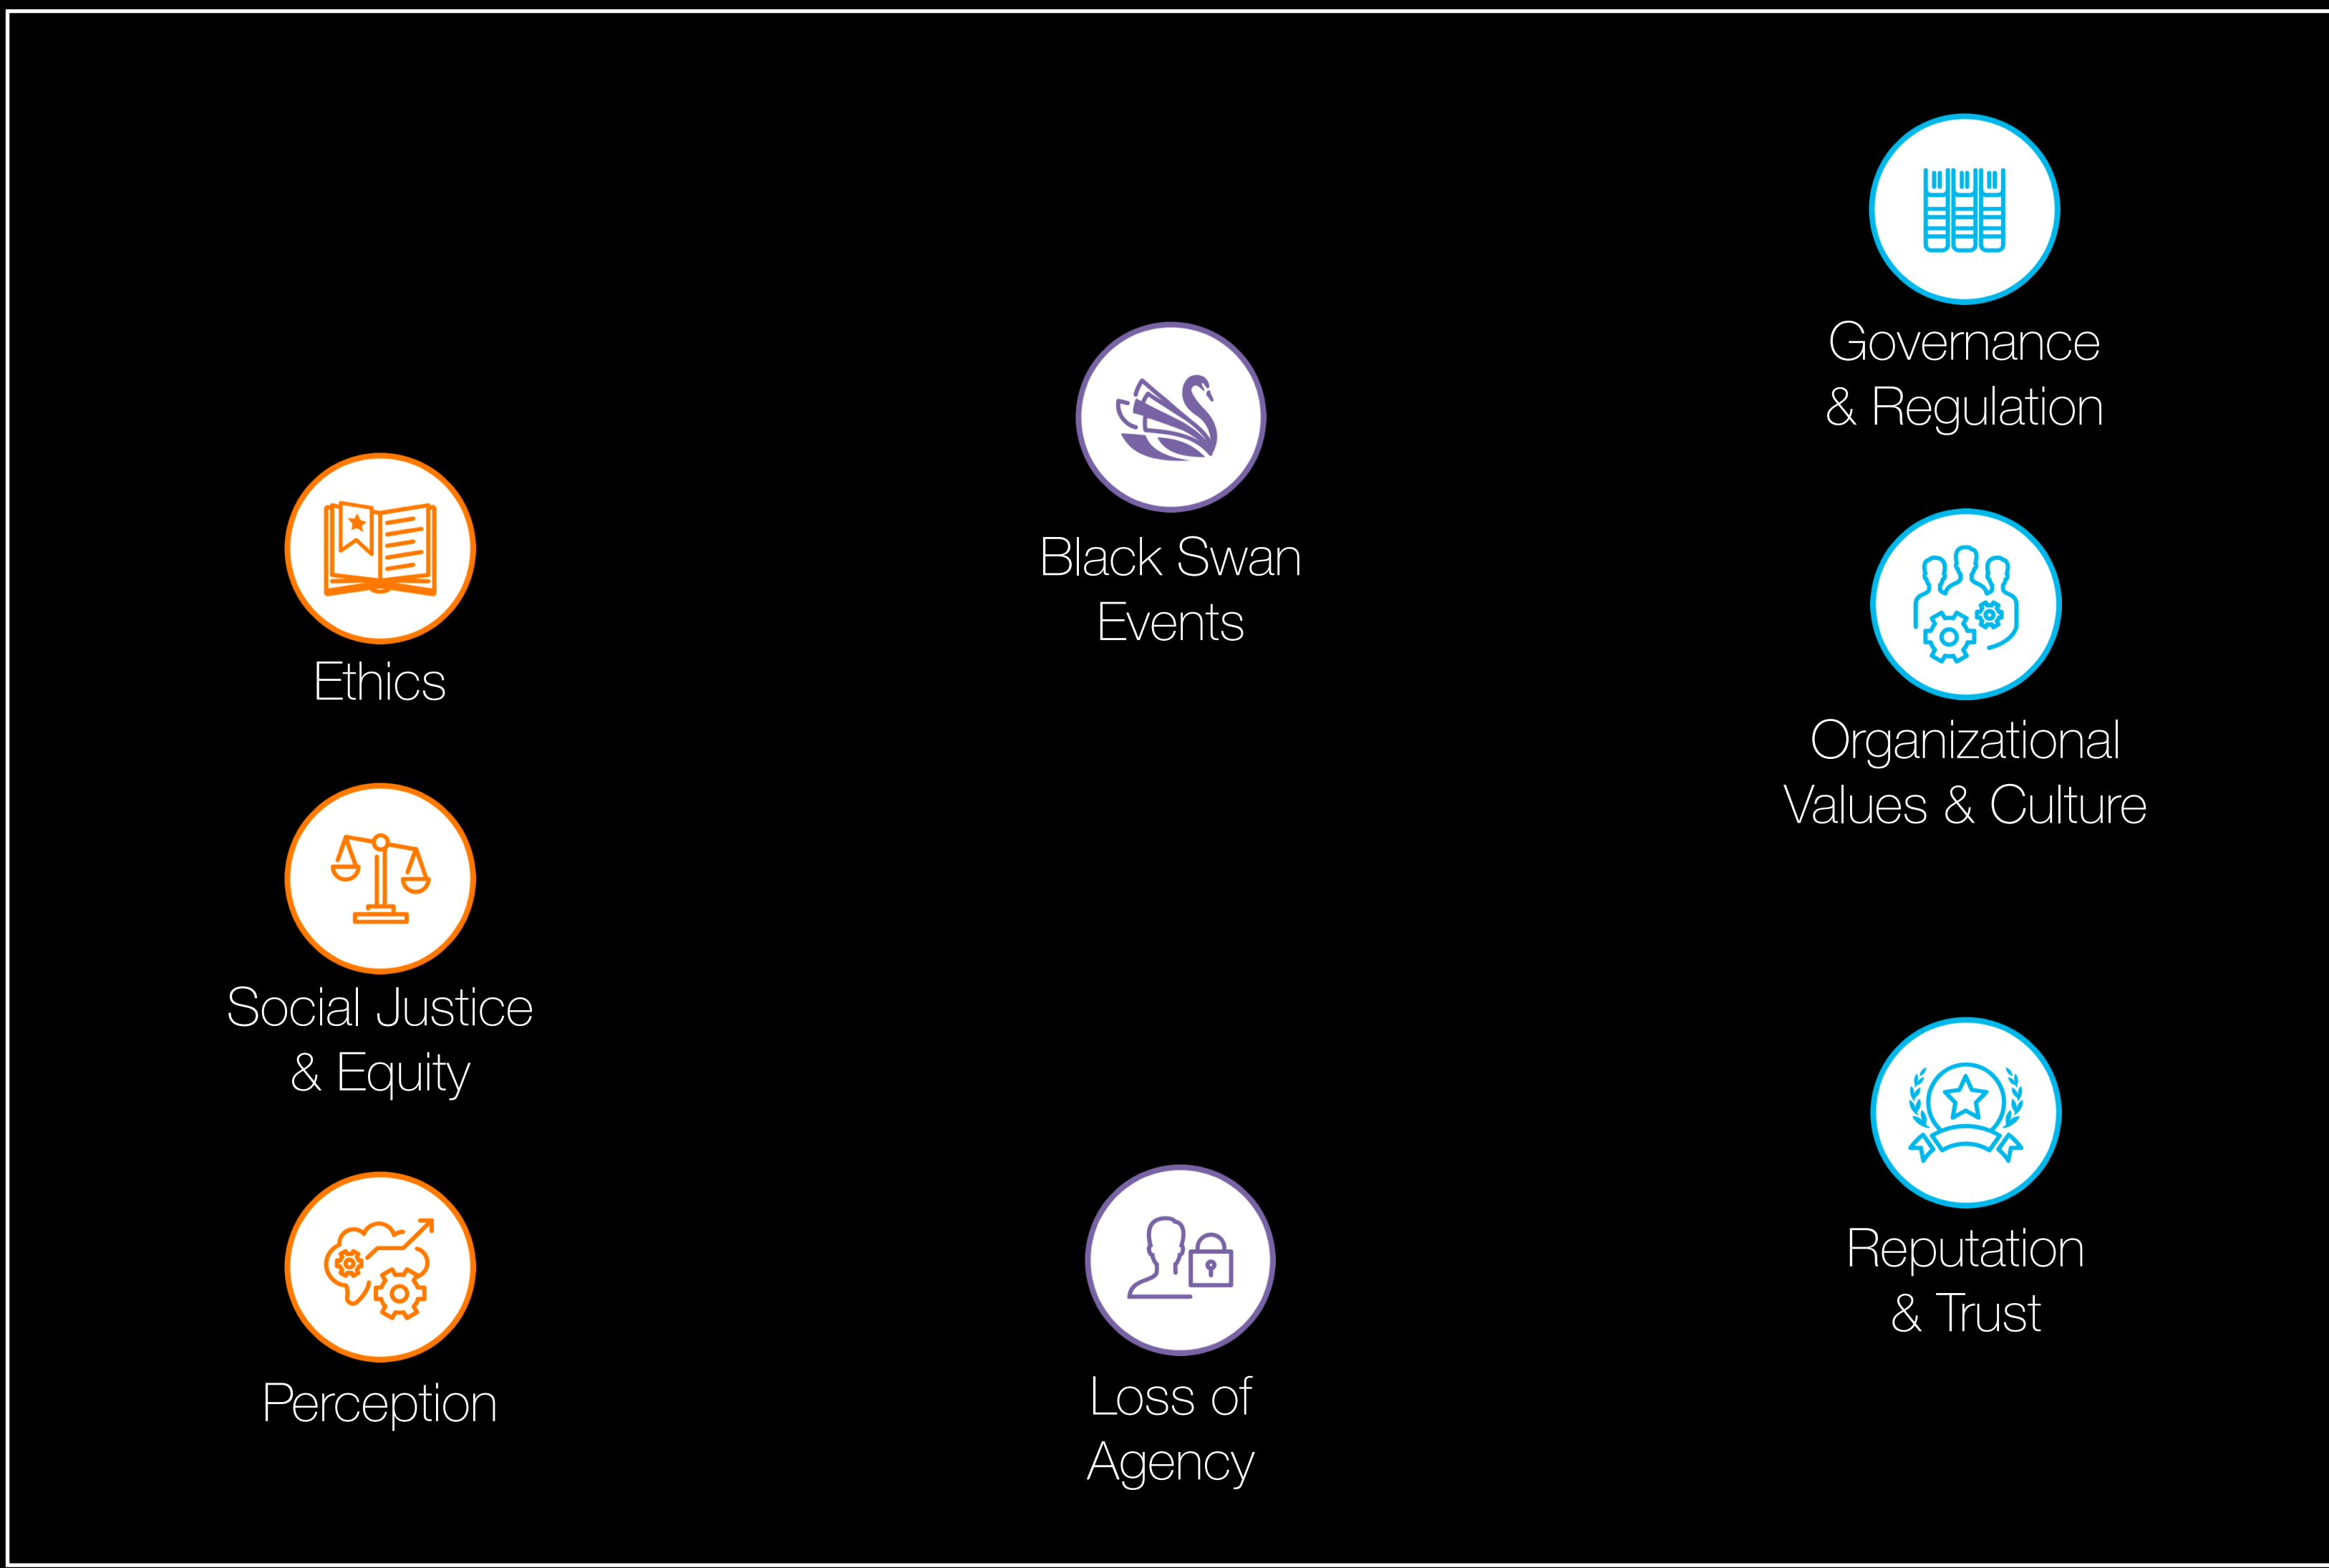 Ethics
Social Justice
& Equity
Perception
Black Swan
Events
Loss of
Agency
Governance
& Regulation
Organizational
Values & Culture
Reputation
& Trust